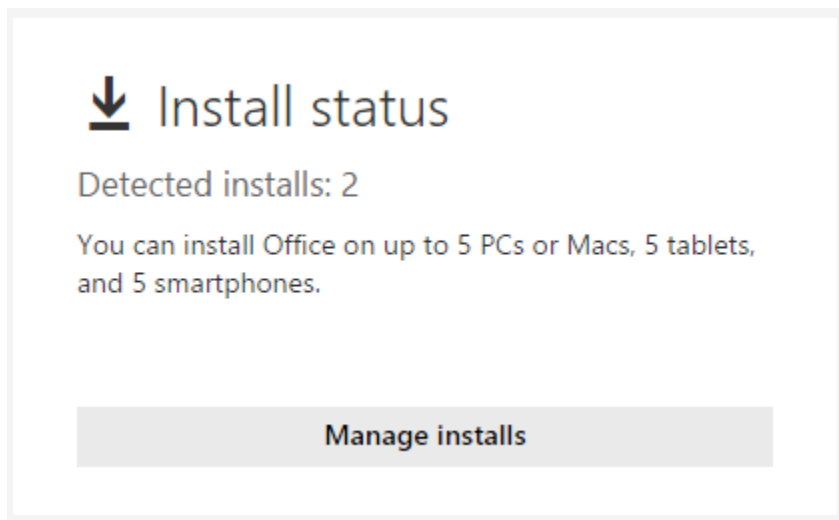 Install status
Detected installs: 2
You can install Office on up to 5 PCs or Macs, 5 tablets,
and 5 smartphones.
Manage installs